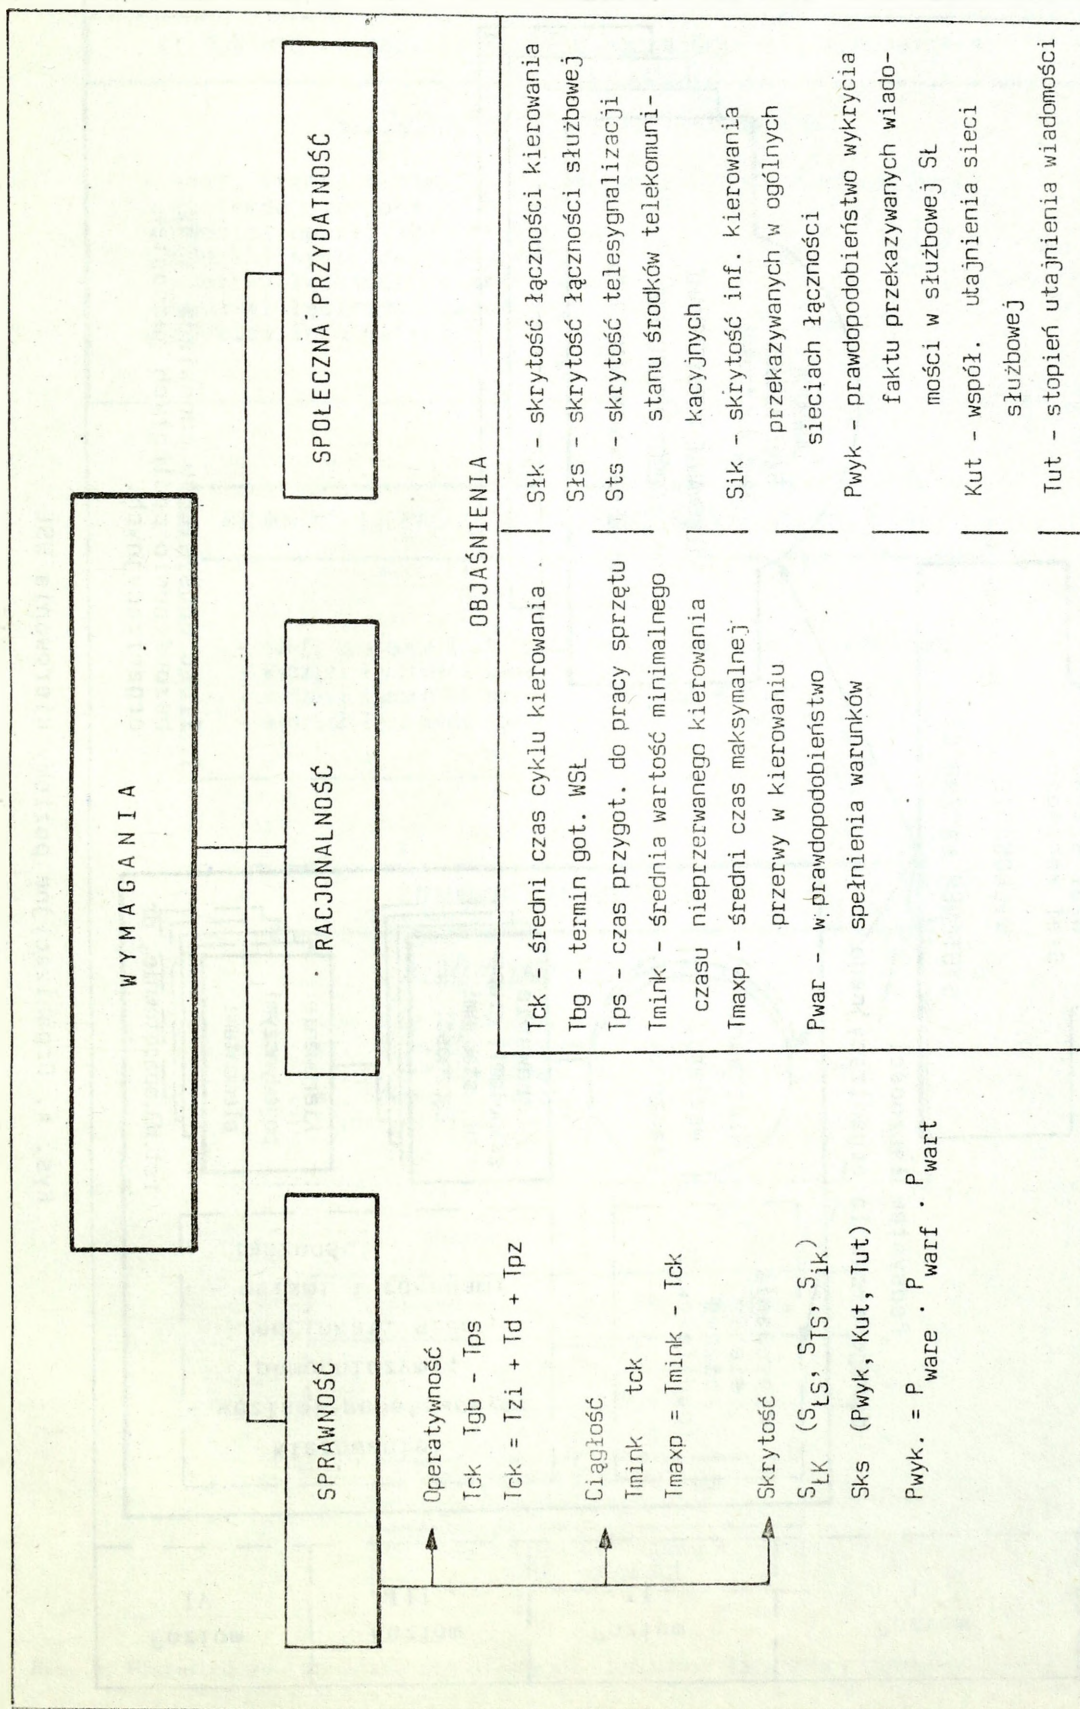 WYMAGANIA
SPRAWNOŚĆ
RACJONALNOŚĆ
SPOŁECZNA PRZYDATNOŚĆ
Operatywność
Tck Tgb - Tps
Tck = Tzi + Td + Tpz
Ciągłość
Tmink tck
Tmaxp = Tmink - Tck
Skrytość
SŁK (SŁS, STS, Sik)
Sks (Pwyk, Kut, Tut)
Pwyk. = Pware . Pwarf . Pwart
OBJAŚNIENIA
Tck - średni czas cyklu kierowania
Tbg - termin got. WSŁ
Tps - czas przygot. do pracy sprzętu
Tmink - średnia wartość minimalnego
czasu nieprzerwanego kierowania
Tmaxp - średni czas maksymalnej
przerwy w kierowaniu
Pwar - w prawdopodobieństwo
spełnienia warunków
Słk - skrytość łączności kierowania
Słs - skrytość łączności służbowej
Sts - skrytość telesygnalizacji
stanu środków telekomuni-
kacyjnych
Sik - skrytość inf. kierowania
przekazywanych w ogólnych
sieciach łączności
Pwyk - prawdopodobieństwo wykrycia
faktu przekazywanych wiado-
mości w służbowej SŁ
Kut - współ. utajnienia sieci
służbowej
Tut - stopień utajnienia wiadomości